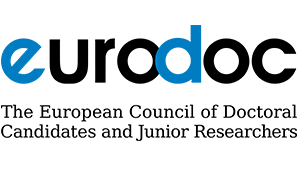 eurodoc
The European Council of Doctoral
Candidates and Junior Researchers